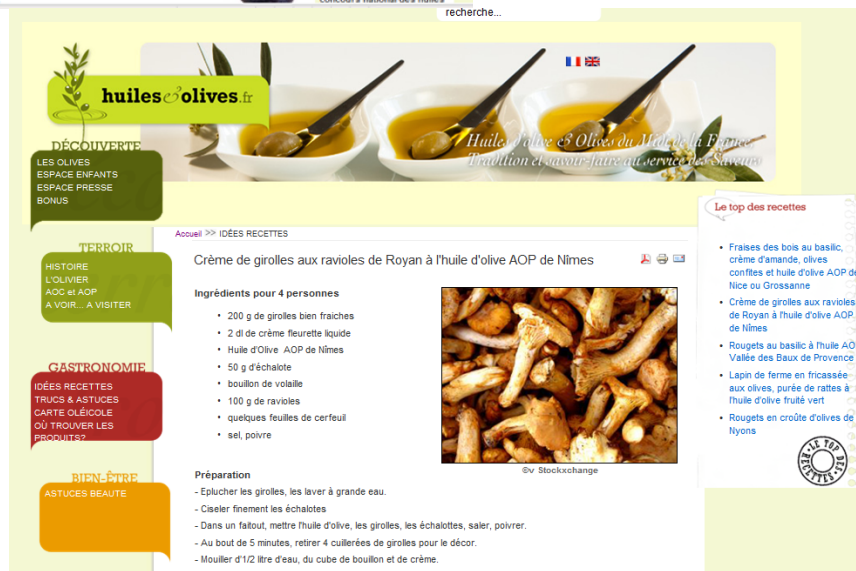 concours national des huiles
recherche...
huiles&olives.fr
Huiles d'olive & Olives du Midi de la France,
Tradition et savoir-faire au service des Saveurs
DÉCOUVERTE
LES OLIVES
ESPACE ENFANTS
ESPACE PRESSE
BONUS
TERROIR
HISTOIRE
L'OLIVIER
AOC et AOP
A VOIR... A VISITER
GASTRONOMIE
IDÉES RECETTES
TRUCS & ASTUCES
CARTE OLÉICOLE
OÙ TROUVER LES
PRODUITS?
BIEN-ÊTRE
ASTUCES BEAUTE
Accueil >> IDÉES RECETTES
Crème de girolles aux ravioles de Royan à l'huile d'olive AOP de Nîmes
Ingrédients pour 4 personnes
• 200 g de girolles bien fraiches
• 2 dl de crème fleurette liquide
• Huile d'Olive AOP de Nîmes
• 50 g d'échalote
• bouillon de volaille
• 100 g de ravioles
• quelques feuilles de cerfeuil
• sel, poivre
©v Stockxchange
Préparation
- Eplucher les girolles, les laver à grande eau.
- Ciseler finement les échalotes
- Dans un faitout, mettre l'huile d'olive, les girolles, les échallotes, saler, poivrer.
- Au bout de 5 minutes, retirer 4 cuillerées de girolles pour le décor.
- Mouiller d'1/2 litre d'eau, du cube de bouillon et de crème.
Le top des recettes
• Fraises des bois au basilic,
crème d'amande, olives
confites et huile d'olive AOP de
Nice ou Grossanne
• Crème de girolles aux ravioles
de Royan à l'huile d'olive AOP
de Nîmes
• Rougets au basilic à l'huile AO
Vallée des Baux de Provence
• Lapin de ferme en fricassée
aux olives, purée de rattes à
l'huile d'olive fruité vert
• Rougets en croûte d'olives de
Nyons
LE TOP DES
RECETTES